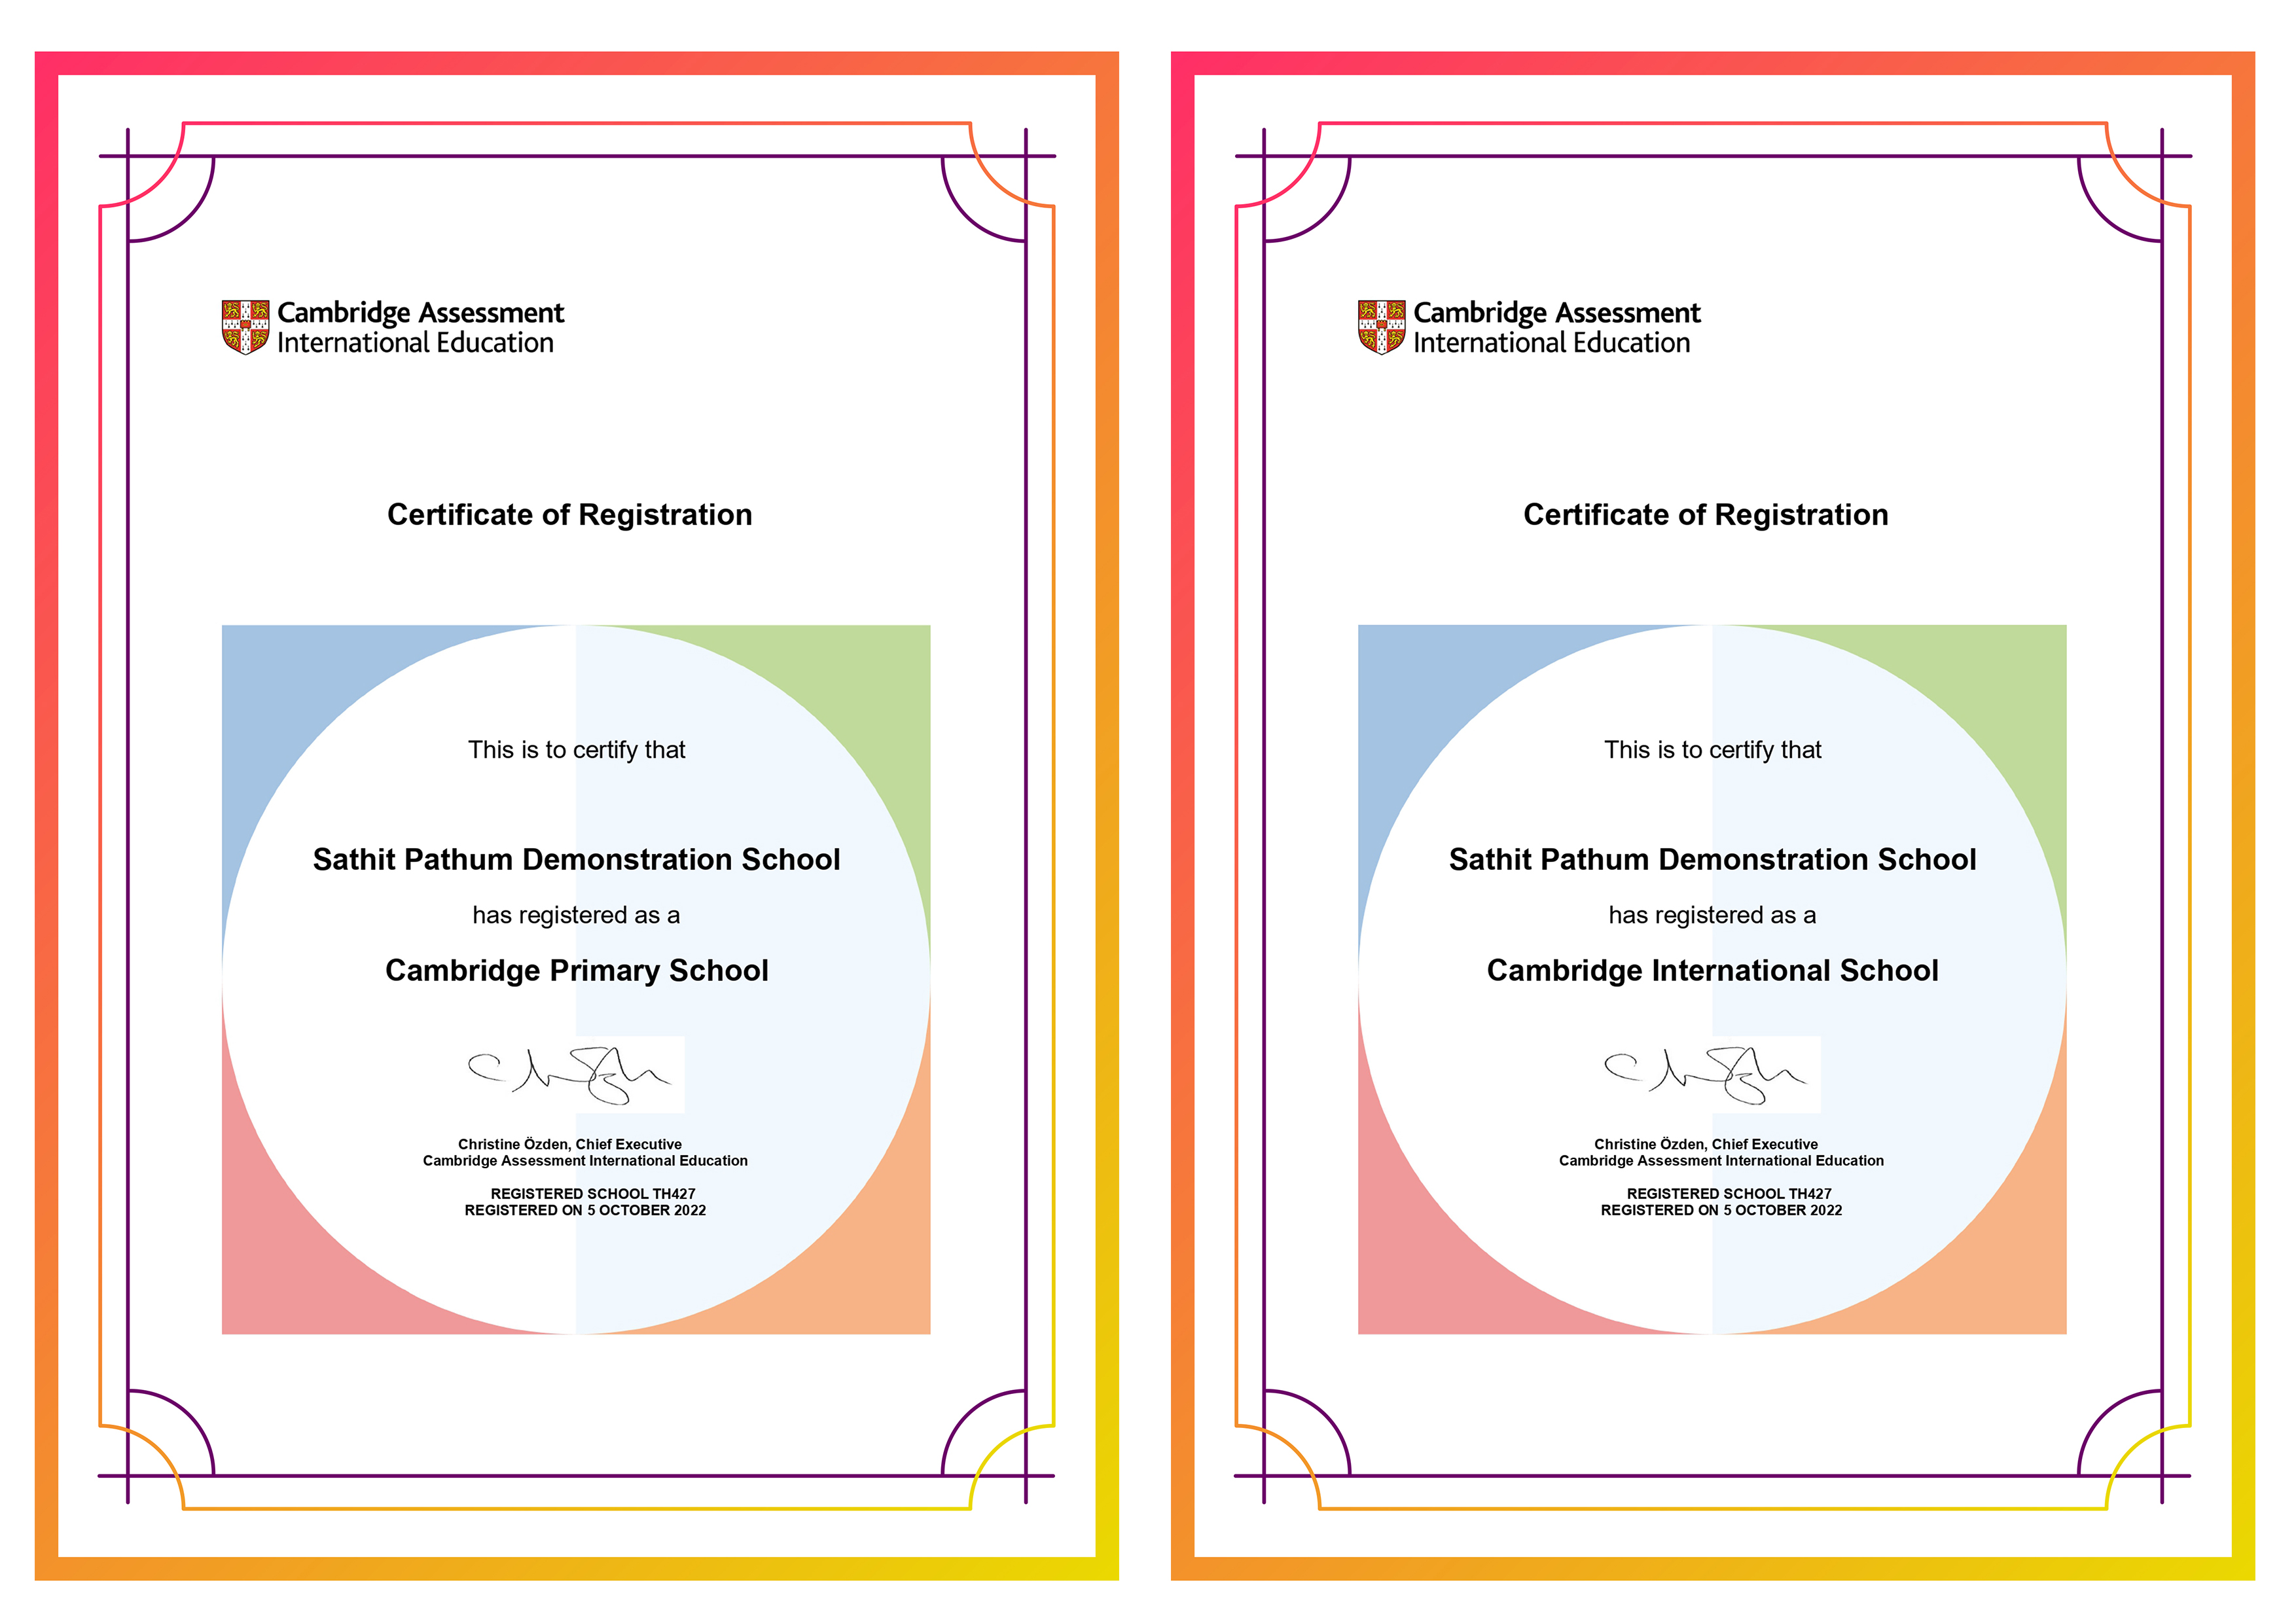 Cambridge Assessment
International Education
Certificate of Registration
This is to certify that
Sathit Pathum Demonstration School
has registered as a
Cambridge Primary School
Christine Özden, Chief Executive
Cambridge Assessment International Education
REGISTERED SCHOOL TH427
REGISTERED ON 5 OCTOBER 2022
Cambridge Assessment
International Education
Certificate of Registration
This is to certify that
Sathit Pathum Demonstration School
has registered as a
Cambridge International School
Christine Özden, Chief Executive
Cambridge Assessment International Education
REGISTERED SCHOOL TH427
REGISTERED ON 5 OCTOBER 2022